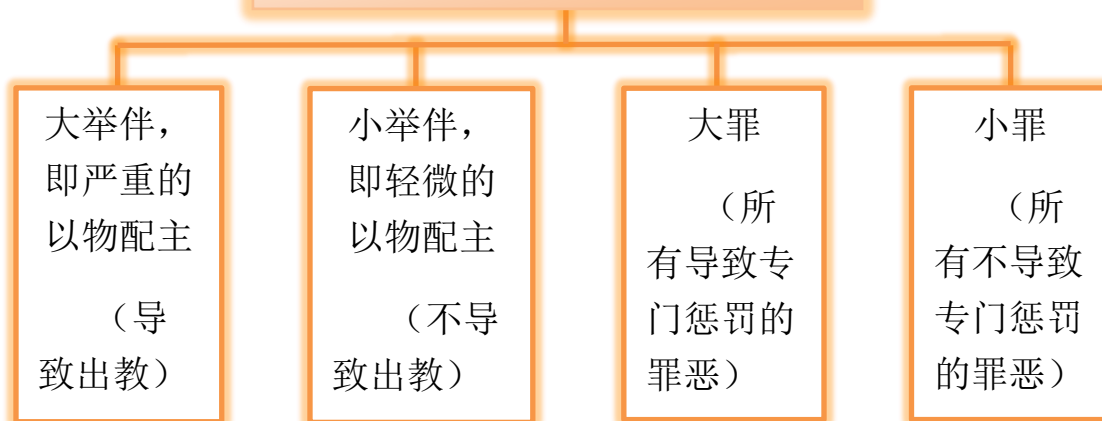 大举伴，
即严重的
以物配主
（导
致出教）
小举伴，
即轻微的
以物配主
（不导
致出教）
大罪
（所
有导致专
门惩罚的
罪恶）
小罪
（所
有不导致
专门惩罚
的罪恶）